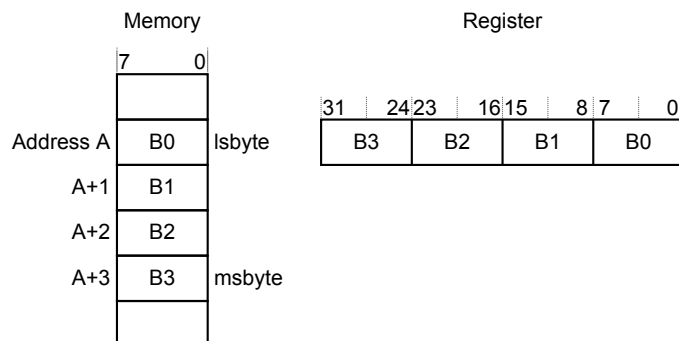 Memory
Register
7 0
31 24 23 16 15 8 7 0
Address A B0 lsbyte
B3 B2 B1 B0
A+1 B1
A+2 B2
A+3 B3 msbyte